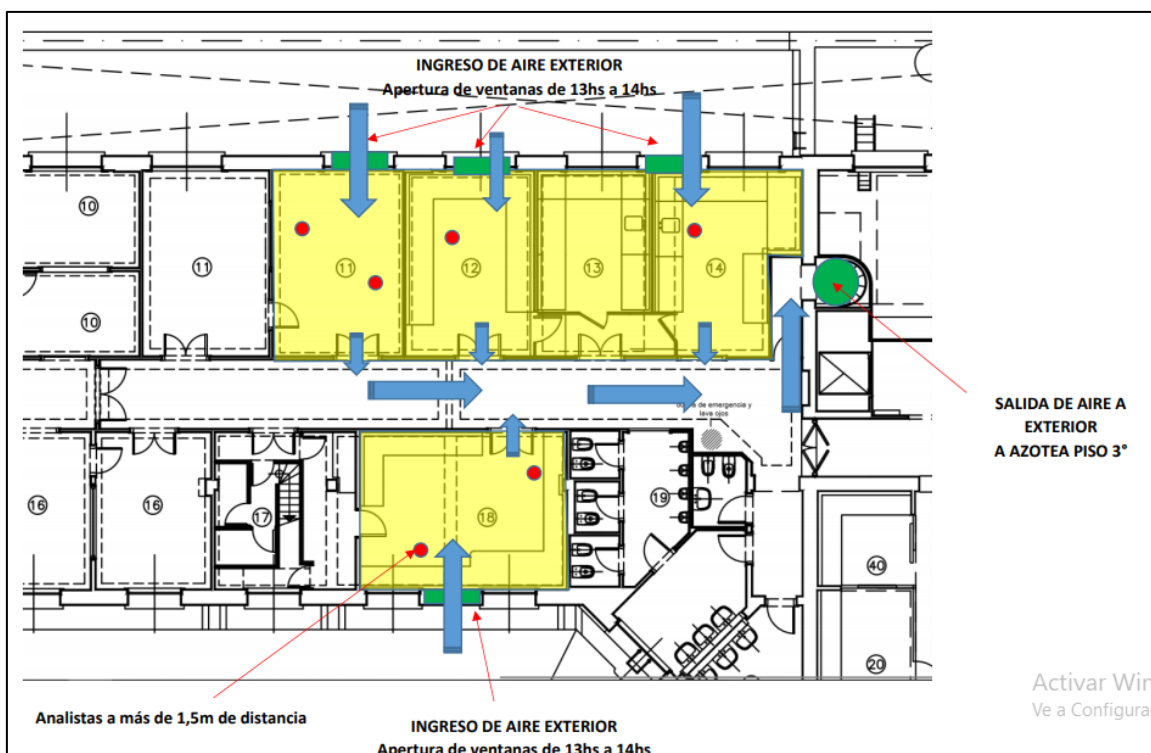 INGRESO DE AIRE EXTERIOR
Apertura de ventanas de 13hs a 14hs
10
11
11
12
13
14
10
de emergencia y
lava ojos
SALIDA DE AIRE A
EXTERIOR
A AZOTEA PISO 3°
16
16
17
18
19
40
20
Activar Win
Ve a Configura
Analistas a más de 1,5m de distancia
INGRESO DE AIRE EXTERIOR
Apertura de ventanas de 13hs a 14hs